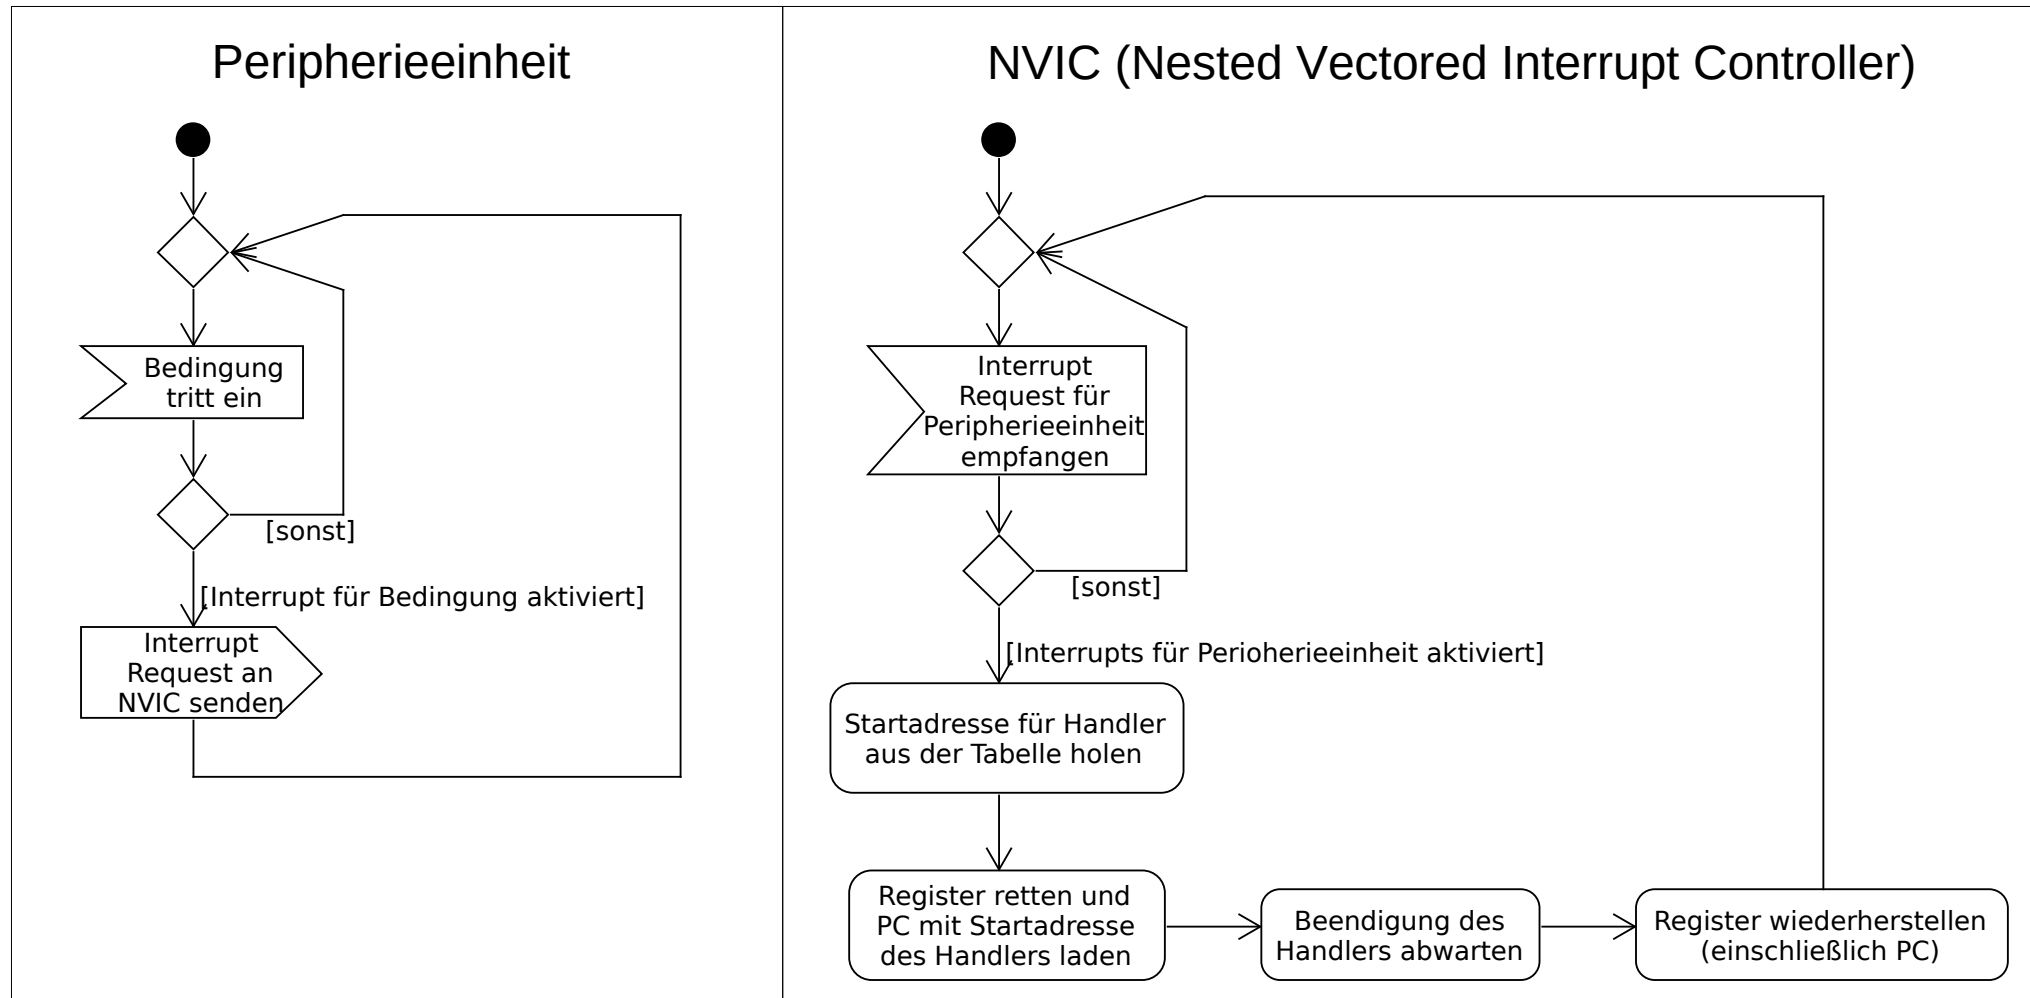 Peripherieeinheit
Bedingung
tritt ein
[sonst]
[Interrupt für Bedingung aktiviert]
Interrupt
Request an
NVIC senden
NVIC (Nested Vectored Interrupt Controller)
Interrupt
Request für
Peripherieeinheit
empfangen
[sonst]
[Interrupts für Perioherieeinheit aktiviert]
Startadresse für Handler
aus der Tabelle holen
Register retten und
PC mit Startadresse
des Handlers laden
Beendigung des
Handlers abwarten
Register wiederherstellen
(einschließlich PC)